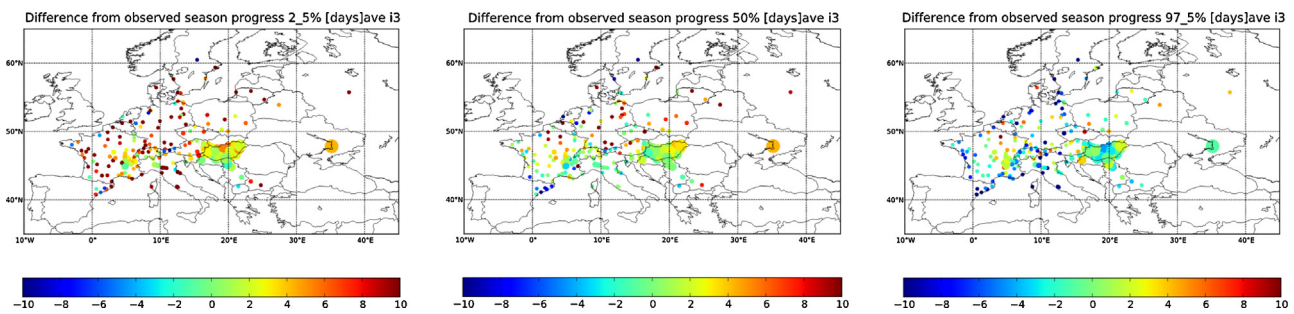 Difference from observed season progress 2_5% [days]ave i3
60°N
50°N
40°N
10°W 0° 10°E 20°E 30°E 40°E
−10 −8 −6 −4 −2 0 2 4 6 8 10
Difference from observed season progress 50% [days]ave i3
60°N
50°N
40°N
10°W 0° 10°E 20°E 30°E 40°E
−10 −8 −6 −4 −2 0 2 4 6 8 10
Difference from observed season progress 97_5% [days]ave i3
60°N
50°N
40°N
10°W 0° 10°E 20°E 30°E 40°E
−10 −8 −6 −4 −2 0 2 4 6 8 10